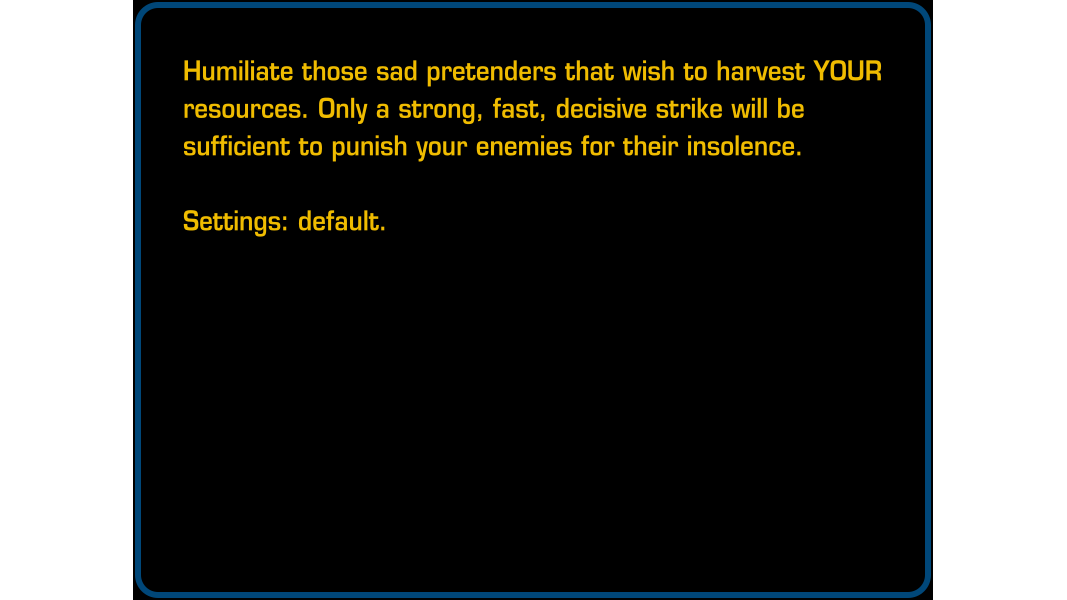 Humiliate those sad pretenders that wish to harvest YOUR
resources. Only a strong, fast, decisive strike will be
sufficient to punish your enemies for their insolence.
Settings: default.